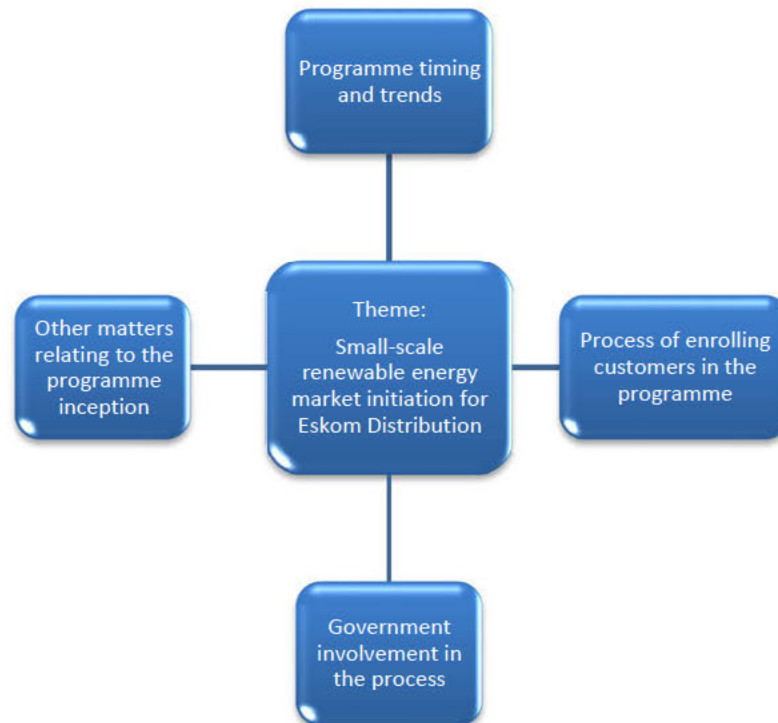 Programme timing
and trends
Other matters
relating to the
programme
inception
Theme:
Small-scale
renewable energy
market initiation for
Eskom Distribution
Process of enrolling
customers in the
programme
Government
involvement in
the process